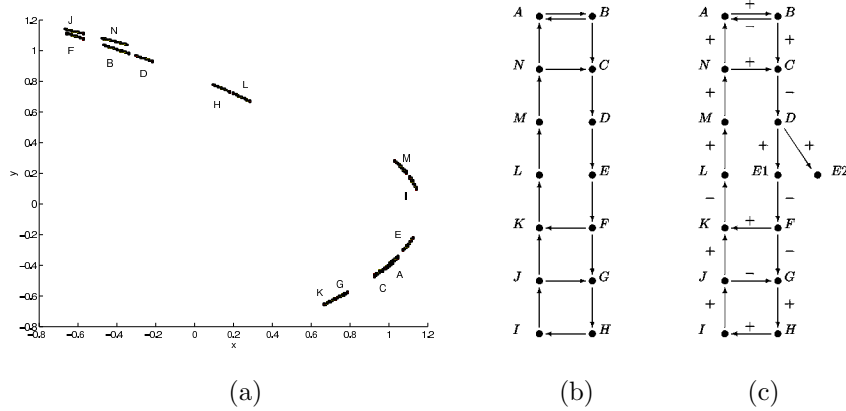 1.2
1
0.8
0.6
0.4
0.2
0
−0.2
−0.4
−0.6
−0.8
y
−0.8 −0.6 −0.4 −0.2 0 0.2 0.4 0.6 0.8 1 1.2
x
J
F
N
B
D
L
H
M
I
E
A
C
G
K
(a)
A B
N C
M D
L E
K F
J G
I H
(b)
+
A B
−
+ +
+
N C
+ −
M D
+ + +
L E1 E2
− −
+
K F
+ −
−
J G
+ +
+
I H
(c)